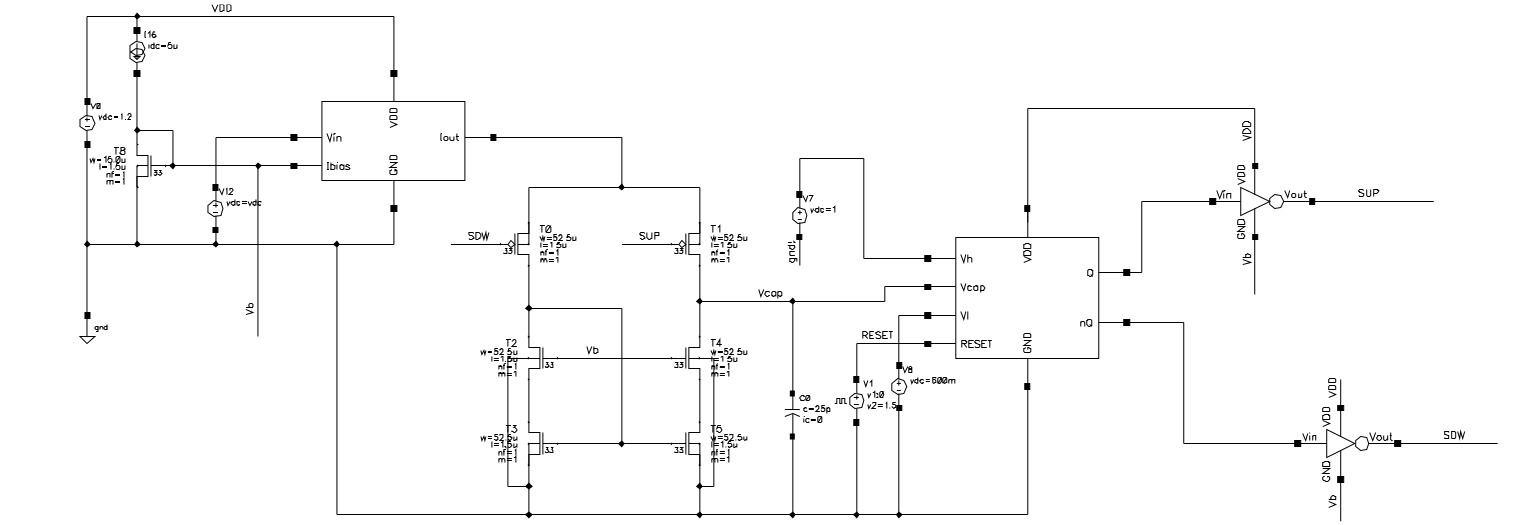 VDD
I16
idc=6u
V0
vdc=1.2
T8
w=16.0u
l=1.5u
nf=1
m=1
33
V12
vdc=vdc
Vb
gnd
Vin
Ibias
VDD
GND
Iout
SDW
T0
w=52.5u
l=1.5u
nf=1
m=1
33
SUP
T1
w=52.5u
l=1.5u
nf=1
m=1
33
T2
w=52.5u
l=1.5u
nf=1
m=1
33
Vb
T4
w=52.5u
l=1.5u
nf=1
m=1
33
T3
w=52.5u
l=1.5u
nf=1
m=1
33
T5
w=52.5u
l=1.5u
nf=1
m=1
33
Vcap
C0
c=25p
ic=0
V7
vdc=1
gnd
RESET
V1
v1:0
v2=1.5
V8
vdc=600m
Vh
Vcap
Vl
RESET
VDD
GND
Q
nQ
VDD
VDD
Vin
Vout
SUP
GND
Vb
VDD
VDD
Vin
Vout
SDW
GND
Vb